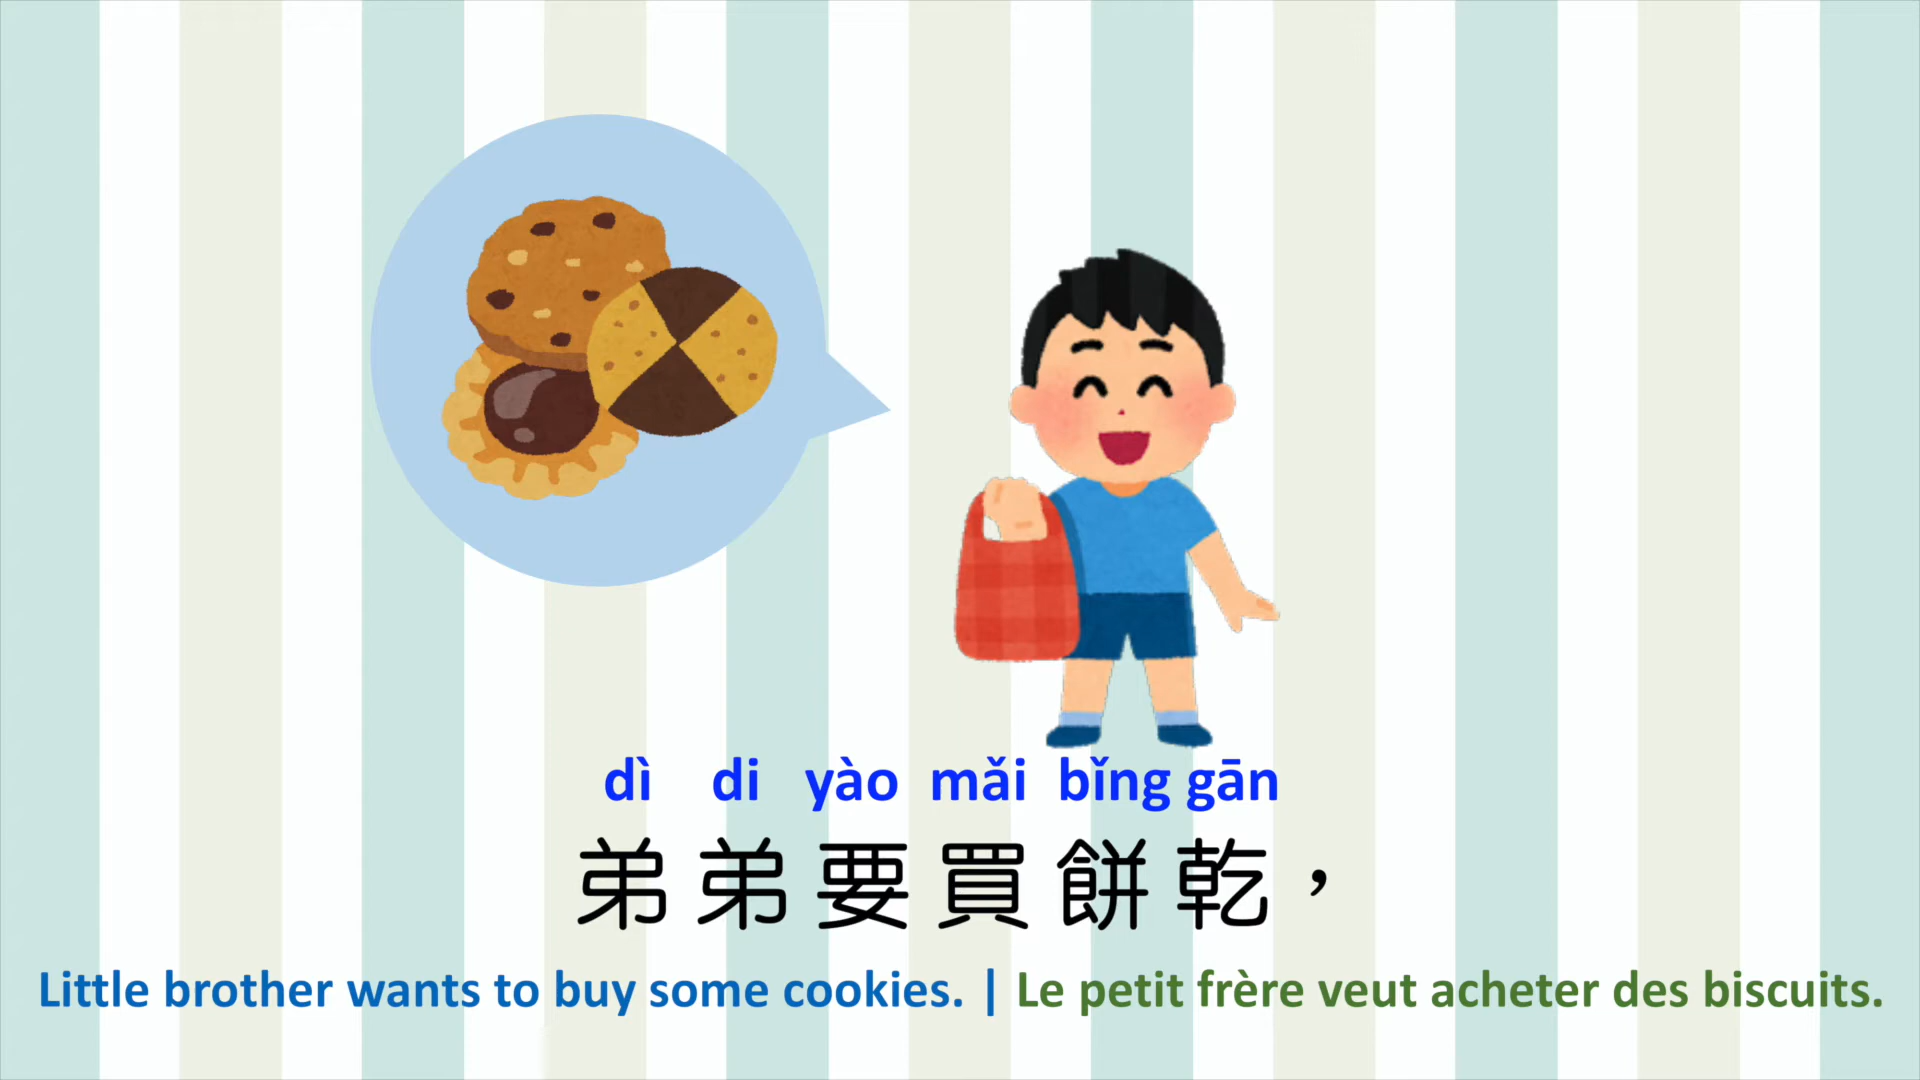 dì di yào mǎi bǐng gān
弟弟要買餅乾，
Little brother wants to buy some cookies. | Le petit frère veut acheter des biscuits.